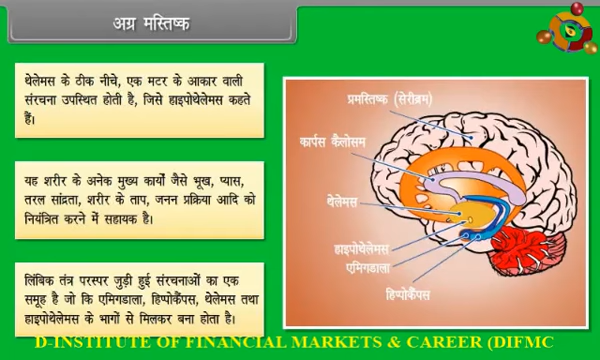 अग्र मस्तिष्क
थेलेमस के ठीक नीचे, एक मटर के आकार वाली
संरचना उपस्थित होती है, जिसे हाइपोथेलेमस कहते
हैं।
यह शरीर के अनेक मुख्य कार्यों जैसे भूख, प्यास,
तरल सांद्रता, शरीर के ताप, जनन प्रक्रिया आदि को
नियंत्रित करने में सहायक है।
लिंबिक तंत्र परस्पर जुड़ी हुई संरचनाओं का एक
समूह है जो कि एमिगडाला, हिप्पोकैंपस, थेलेमस तथा
हाइपोथेलेमस के भागों से मिलकर बना होता है।
प्रमस्तिष्क (सेरीब्रम)
कार्पस कैलोसम
थेलेमस
हाइपोथेलेमस
एमिगडाला
हिप्पोकैंपस
D-INSTITUTE OF FINANCIAL MARKETS & CAREER (DIFMC